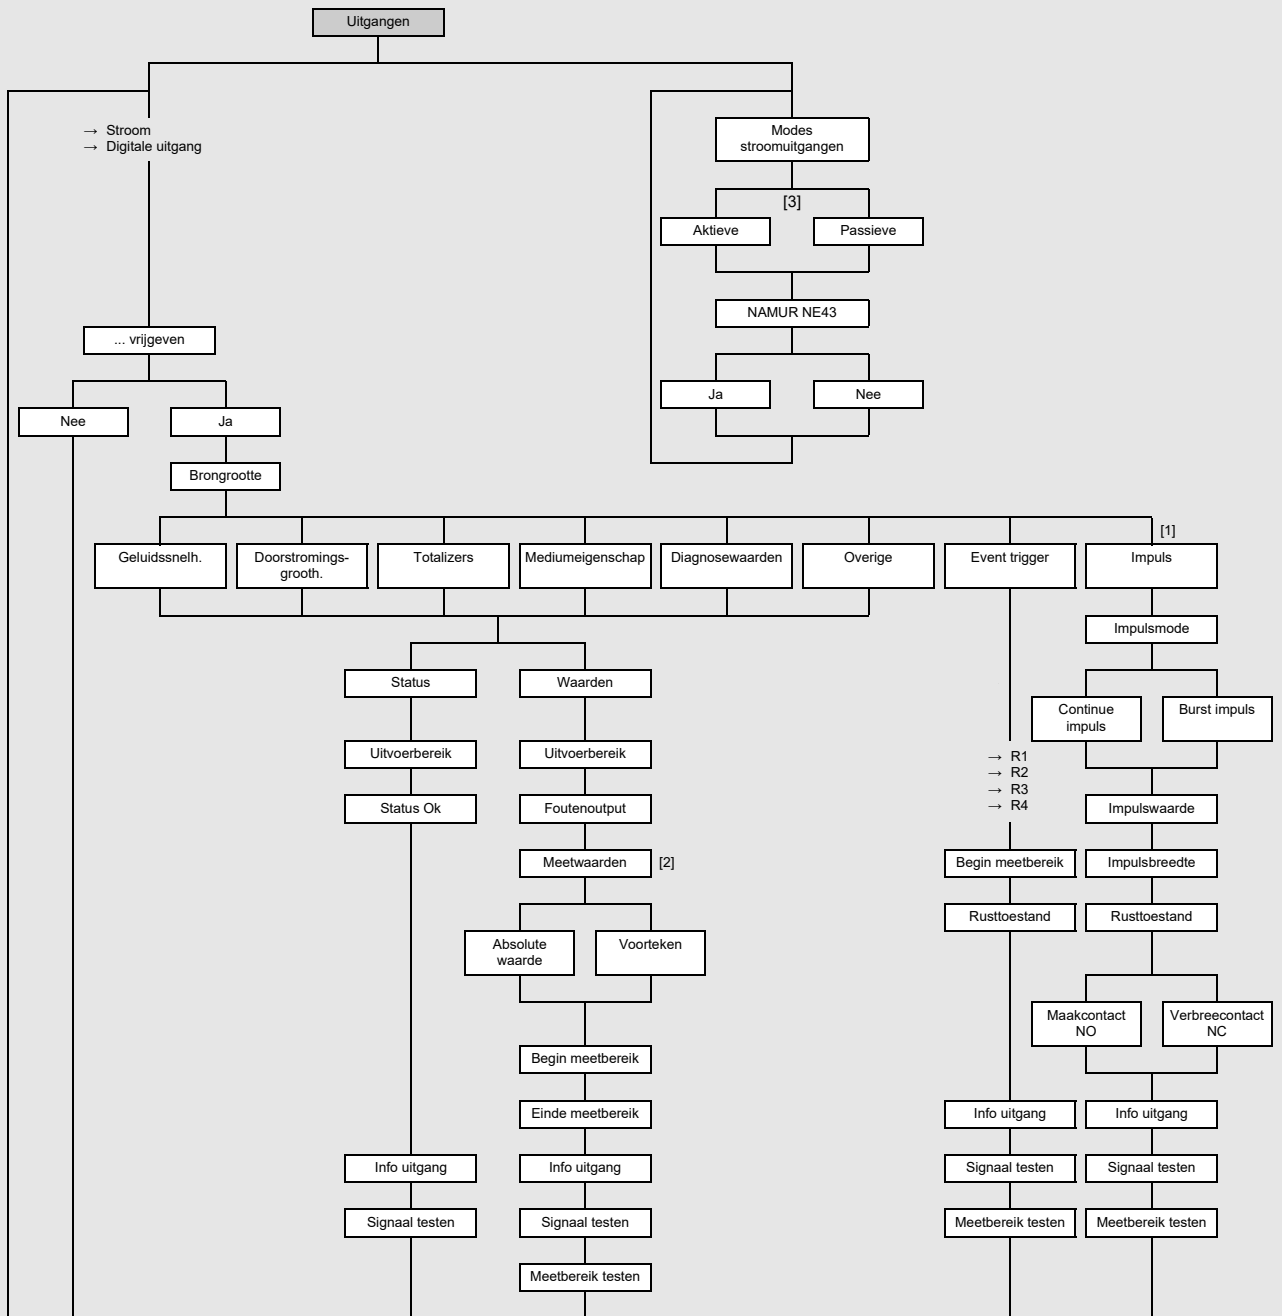 Uitgangen
→ Stroom
→ Digitale uitgang
Modes
stroomuitgangen
[3]
Aktieve
Passieve
NAMUR NE43
... vrijgeven
Ja
Nee
Nee
Ja
Brongrootte
[1]
Geluidssnelh.
Doorstromings-
grooth.
Totalizers
Mediumeigenschap
Diagnosewaarden
Overige
Event trigger
Impuls
Impulsmode
Status
Waarden
Continue
impuls
Burst impuls
Uitvoerbereik
Uitvoerbereik
→ R1
→ R2
→ R3
→ R4
Status Ok
Foutenoutput
Impulswaarde
Meetwaarden
[2]
Begin meetbereik
Impulsbreedte
Rusttoestand
Rusttoestand
Absolute
waarde
Voorteken
Maakcontact
NO
Verbreecontact
NC
Begin meetbereik
Einde meetbereik
Info uitgang
Info uitgang
Info uitgang
Info uitgang
Signaal testen
Signaal testen
Signaal testen
Signaal testen
Meetbereik testen
Meetbereik testen
Meetbereik testen